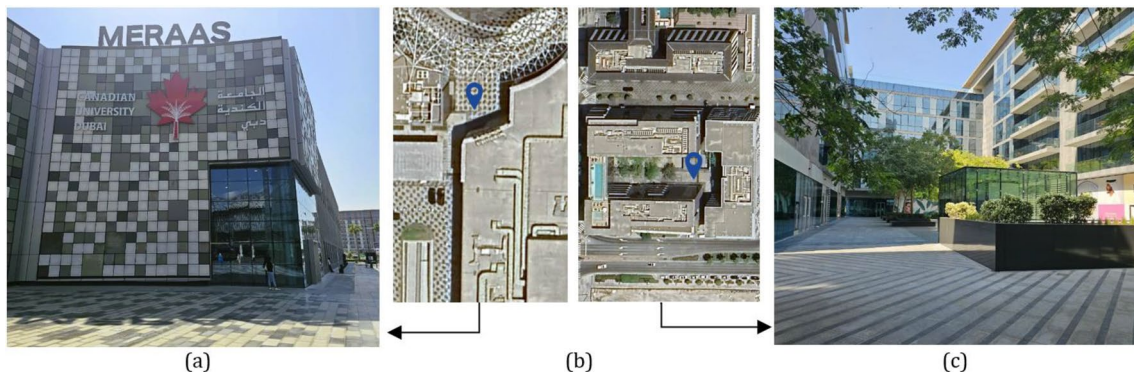 MERAAS
CANADIAN
UNIVERSITY
DUBAI
الجامعة
الكندية
دبي
(a)
(b)
(c)